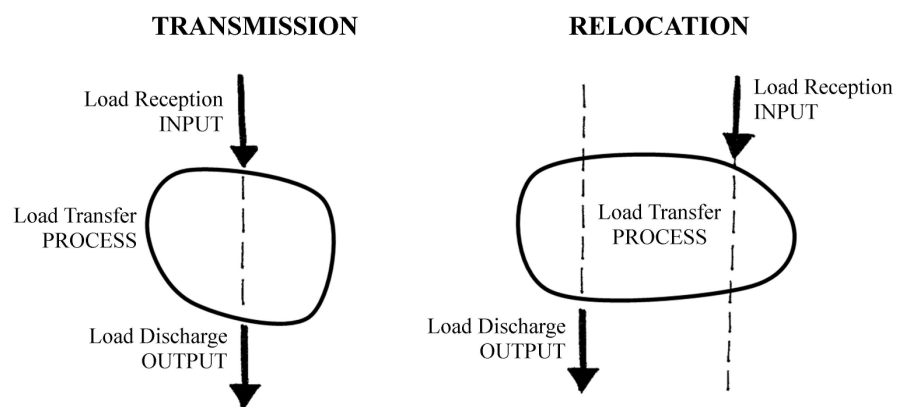 TRANSMISSION
Load Reception
INPUT
Load Transfer
PROCESS
Load Discharge
OUTPUT
RELOCATION
Load Reception
INPUT
Load Transfer
PROCESS
Load Discharge
OUTPUT